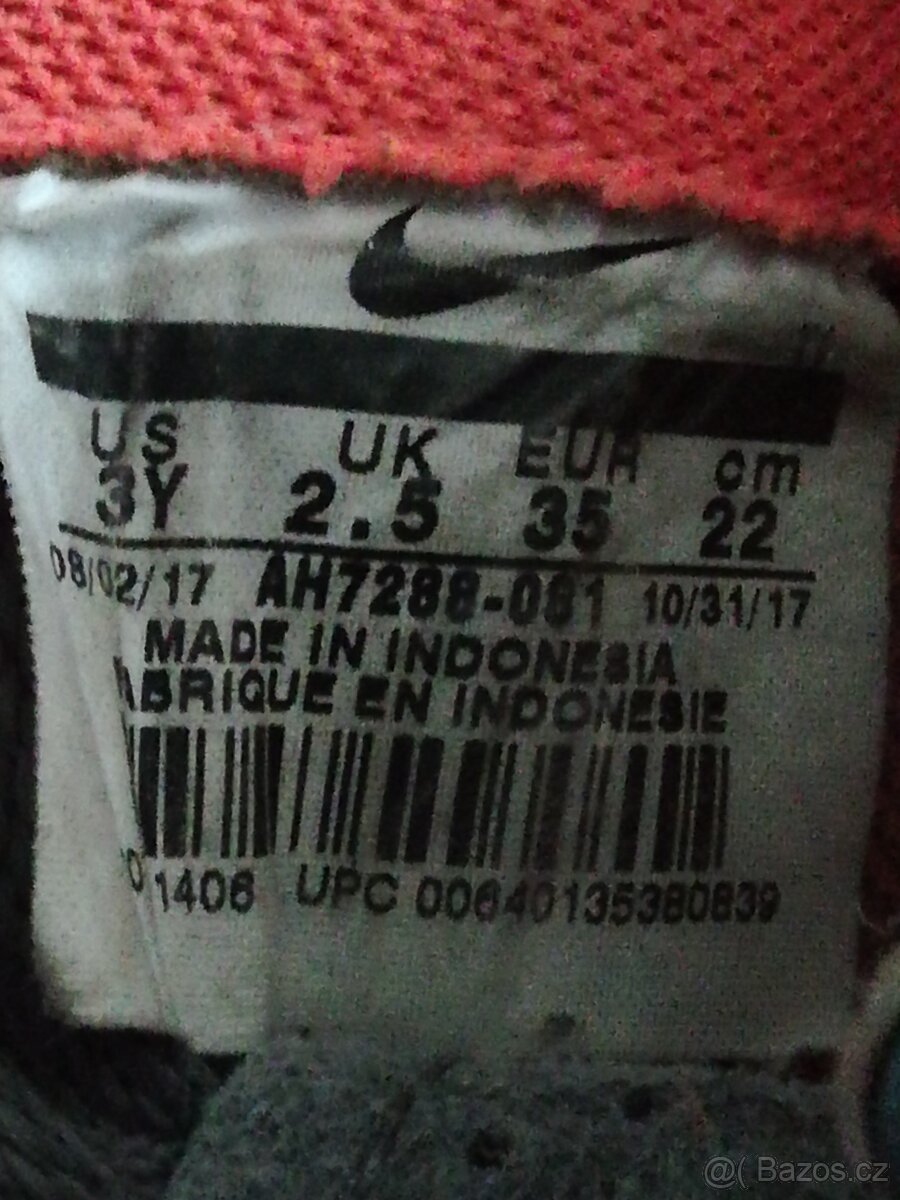 US UK EUR cm
3Y 2.5 35 22
08/02/17 AH7288-081 10/31/17
MADE IN INDONESIA
FABRIQUE EN INDONESIE
1406 UPC 00640135380839
@( Bazos.cz